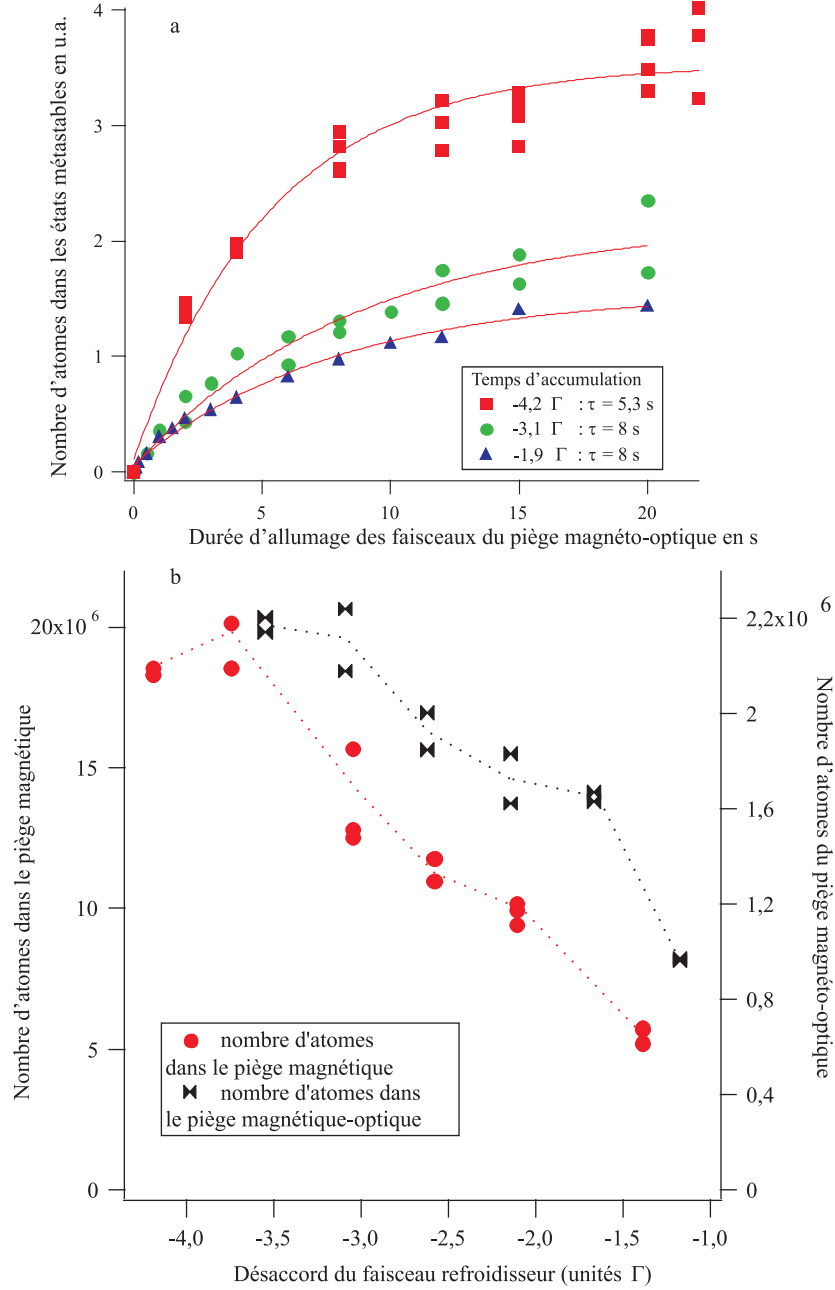 a
Nombre d'atomes dans les états métastables en u.a.
4
3
2
1
0
Temps d'accumulation
-4,2 Γ : τ = 5,3 s
-3,1 Γ : τ = 8 s
-1,9 Γ : τ = 8 s
0 5 10 15 20
Durée d'allumage des faisceaux du piège magnéto-optique en s
b
Nombre d'atomes dans le piège magnétique
20x10 6
15
10
5
0
6
2,2x10
2
1,6
1,2
0,8
0,4
0
Nombre d'atomes du piège magnéto-optique
nombre d'atomes
dans le piège magnétique
nombre d'atomes dans
le piège magnétique-optique
-4,0 -3,5 -3,0 -2,5 -2,0 -1,5 -1,0
Désaccord du faisceau refroidisseur (unités Γ)